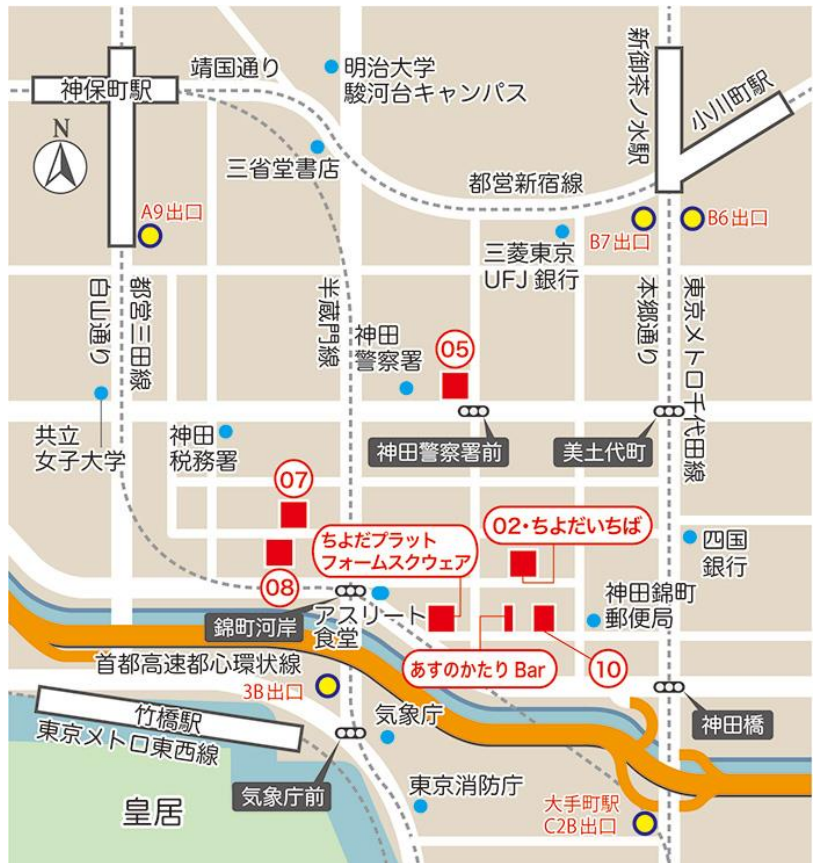 神保町駅
靖国通り
明治大学
駿河台キャンパス
新御茶ノ水駅
小川町駅
N
三省堂書店
都営新宿線
A9出口
B7出口
B6出口
三菱東京
UFJ 銀行
白山通り
都営三田線
半蔵門線
本郷通り
東京メトロ千代田線
神田
警察署
05
共立
女子大学
神田
税務署
神田警察署前
美土代町
07
ちよだプラット
フォームスクウェア
02・ちよだいちば
四国
銀行
08
錦町河岸
アスリート
食堂
神田錦町
郵便局
あすのかたり Bar
10
首都高速都心環状線
3B出口
竹橋駅
東京メトロ東西線
気象庁
神田橋
気象庁前
東京消防庁
大手町駅
C2B出口
皇居